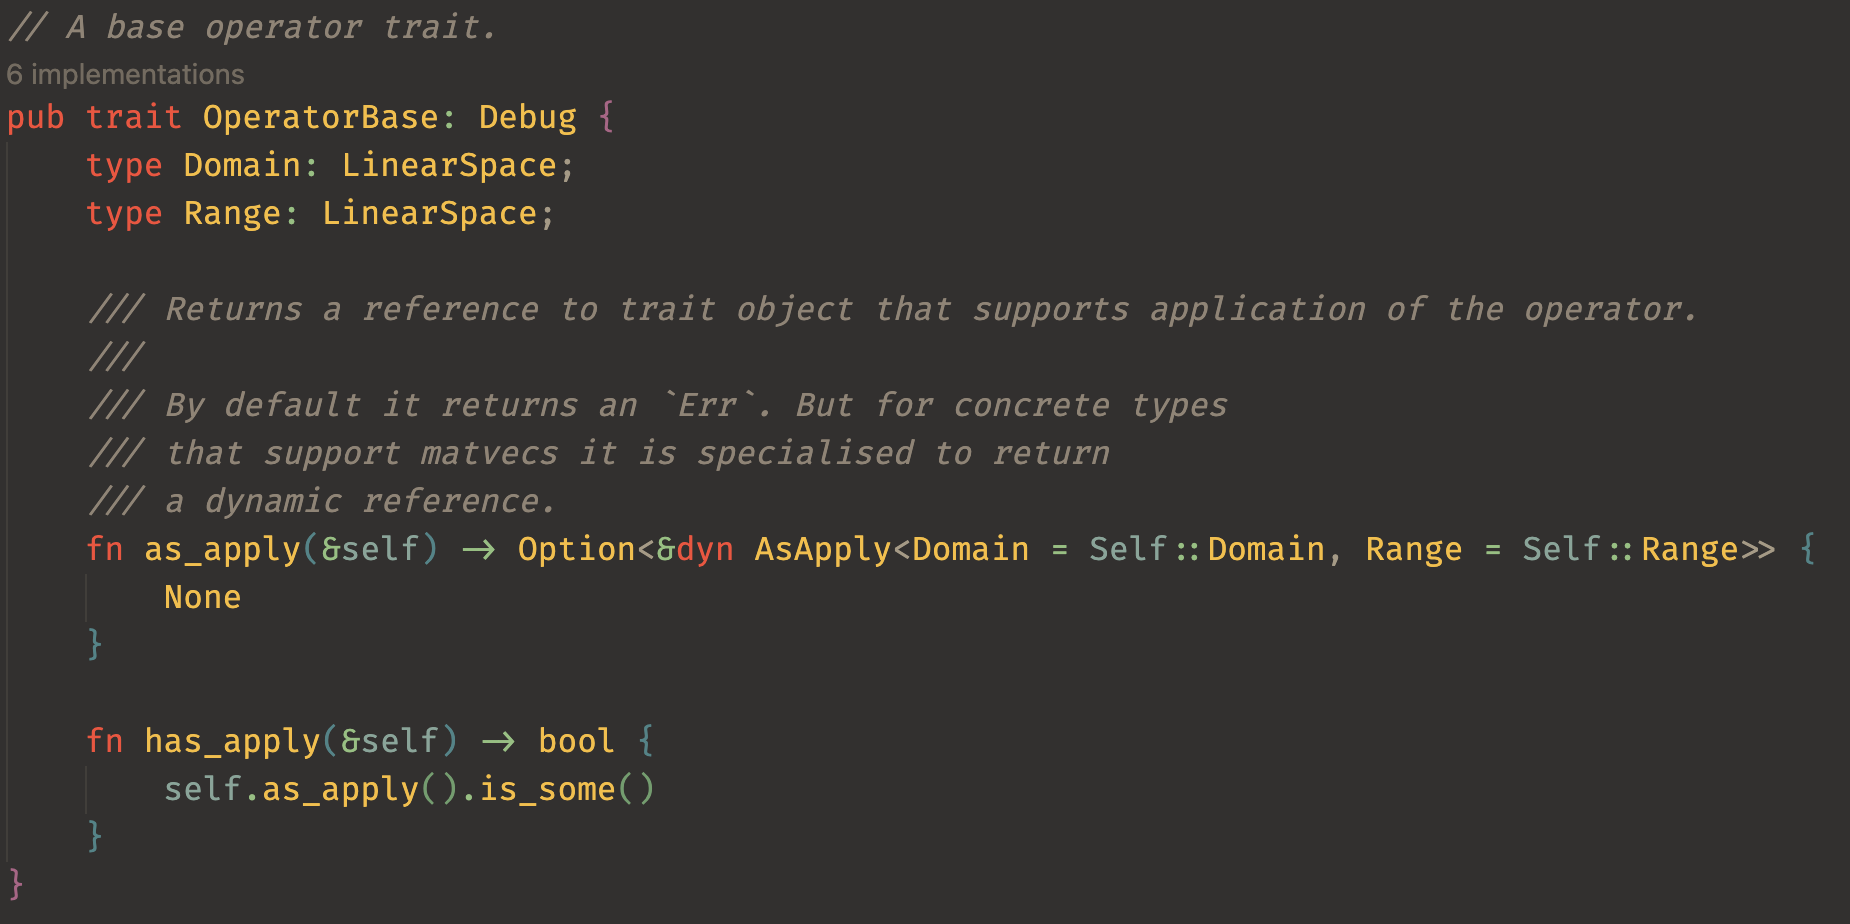 // A base operator trait.
6 implementations
pub trait OperatorBase: Debug {
    type Domain: LinearSpace;
    type Range: LinearSpace;

    /// Returns a reference to trait object that supports application of the operator.
    ///
    /// By default it returns an `Err`. But for concrete types
    /// that support matvecs it is specialised to return
    /// a dynamic reference.
    fn as_apply(&self) -> Option<&dyn AsApply<Domain = Self::Domain, Range = Self::Range>> {
        None
    }

    fn has_apply(&self) -> bool {
        self.as_apply().is_some()
    }
}